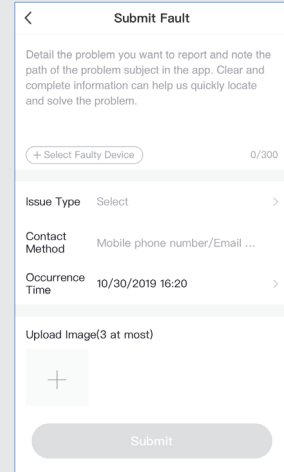 Submit Fault
Detail the problem you want to report and note the
path of the problem subject in the app. Clear and
complete information can help us quickly locate
and solve the problem.
+ Select Faulty Device
0/300
Issue Type Select
Contact
Method
Mobile phone number/Email ...
Occurrence
Time
10/30/2019 16:20
Upload Image(3 at most)
Submit